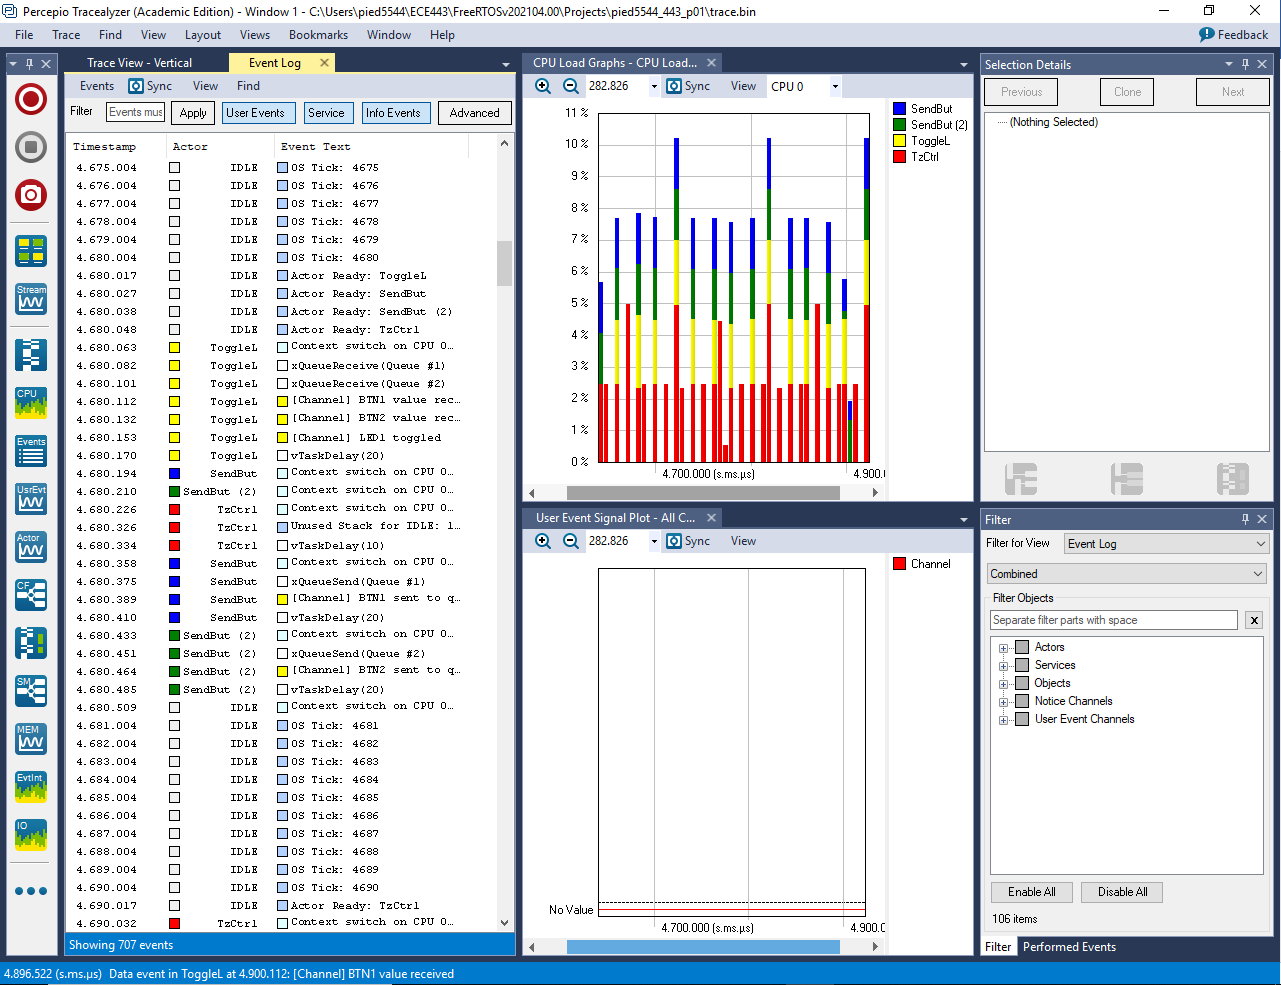 Percepio Tracealyzer (Academic Edition) - Window 1 - C:\Users\pied5544\ECE443\FreeRTOSv202104.00\Projects\pied5544_443_p01\trace.bin
File Trace Find View Layout Views Bookmarks Window Help Feedback
Trace View - Vertical Event Log
Events Sync View Find
Filter Events mus Apply User Events Service Info Events Advanced
Timestamp Actor Event Text
4.675.004 IDLE OS Tick: 4675
4.676.004 IDLE OS Tick: 4676
4.677.004 IDLE OS Tick: 4677
4.678.004 IDLE OS Tick: 4678
4.679.004 IDLE OS Tick: 4679
4.680.004 IDLE OS Tick: 4680
4.680.017 IDLE Actor Ready: ToggleL
4.680.027 IDLE Actor Ready: SendBut
4.680.038 IDLE Actor Ready: SendBut (2)
4.680.048 IDLE Actor Ready: TzCtrl
4.680.063 ToggleL Context switch on CPU 0...
4.680.082 ToggleL xQueueReceive(Queue #1)
4.680.101 ToggleL xQueueReceive(Queue #2)
4.680.112 ToggleL [Channel] BTN1 value rec...
4.680.132 ToggleL [Channel] BTN2 value rec...
4.680.153 ToggleL [Channel] LED1 toggled
4.680.170 ToggleL vTaskDelay(20)
4.680.194 SendBut Context switch on CPU 0...
4.680.210 SendBut (2) Context switch on CPU 0...
4.680.226 TzCtrl Context switch on CPU 0...
4.680.326 TzCtrl Unused Stack for IDLE: 1...
4.680.334 TzCtrl vTaskDelay(10)
4.680.358 SendBut Context switch on CPU 0...
4.680.375 SendBut xQueueSend(Queue #1)
4.680.389 SendBut [Channel] BTN1 sent to q...
4.680.410 SendBut vTaskDelay(20)
4.680.433 SendBut (2) Context switch on CPU 0...
4.680.451 SendBut (2) xQueueSend(Queue #2)
4.680.464 SendBut (2) [Channel] BTN2 sent to q...
4.680.485 SendBut (2) vTaskDelay(20)
4.680.509 IDLE Context switch on CPU 0...
4.681.004 IDLE OS Tick: 4681
4.682.004 IDLE OS Tick: 4682
4.683.004 IDLE OS Tick: 4683
4.684.004 IDLE OS Tick: 4684
4.685.004 IDLE OS Tick: 4685
4.686.004 IDLE OS Tick: 4686
4.687.004 IDLE OS Tick: 4687
4.688.004 IDLE OS Tick: 4688
4.689.004 IDLE OS Tick: 4689
4.690.004 IDLE OS Tick: 4690
4.690.017 IDLE Actor Ready: TzCtrl
4.690.032 TzCtrl Context switch on CPU 0...
Showing 707 events
Stream
CPU
Events
UsrEvt
Actor
CF
SM
MEM
EvtInt
IO
CPU Load Graphs - CPU Load...
282.826 Sync View CPU 0
11 %
10 %
9 %
8 %
7 %
6 %
5 %
4 %
3 %
2 %
1 %
0 %
4.700.000 (s.ms.µs) 4.900.
SendBut
SendBut (2)
ToggleL
TzCtrl
User Event Signal Plot - All C...
282.826 Sync View
No Value
4.700.000 (s.ms.µs) 4.900.0
Channel
Selection Details
Previous Clone Next
(Nothing Selected)
Filter
Filter for View Event Log
Combined
Filter Objects
Separate filter parts with space x
Actors
Services
Objects
Notice Channels
User Event Channels
Enable All Disable All
106 items
Filter Performed Events
4.896.522 (s.ms.µs) Data event in ToggleL at 4.900.112: [Channel] BTN1 value received